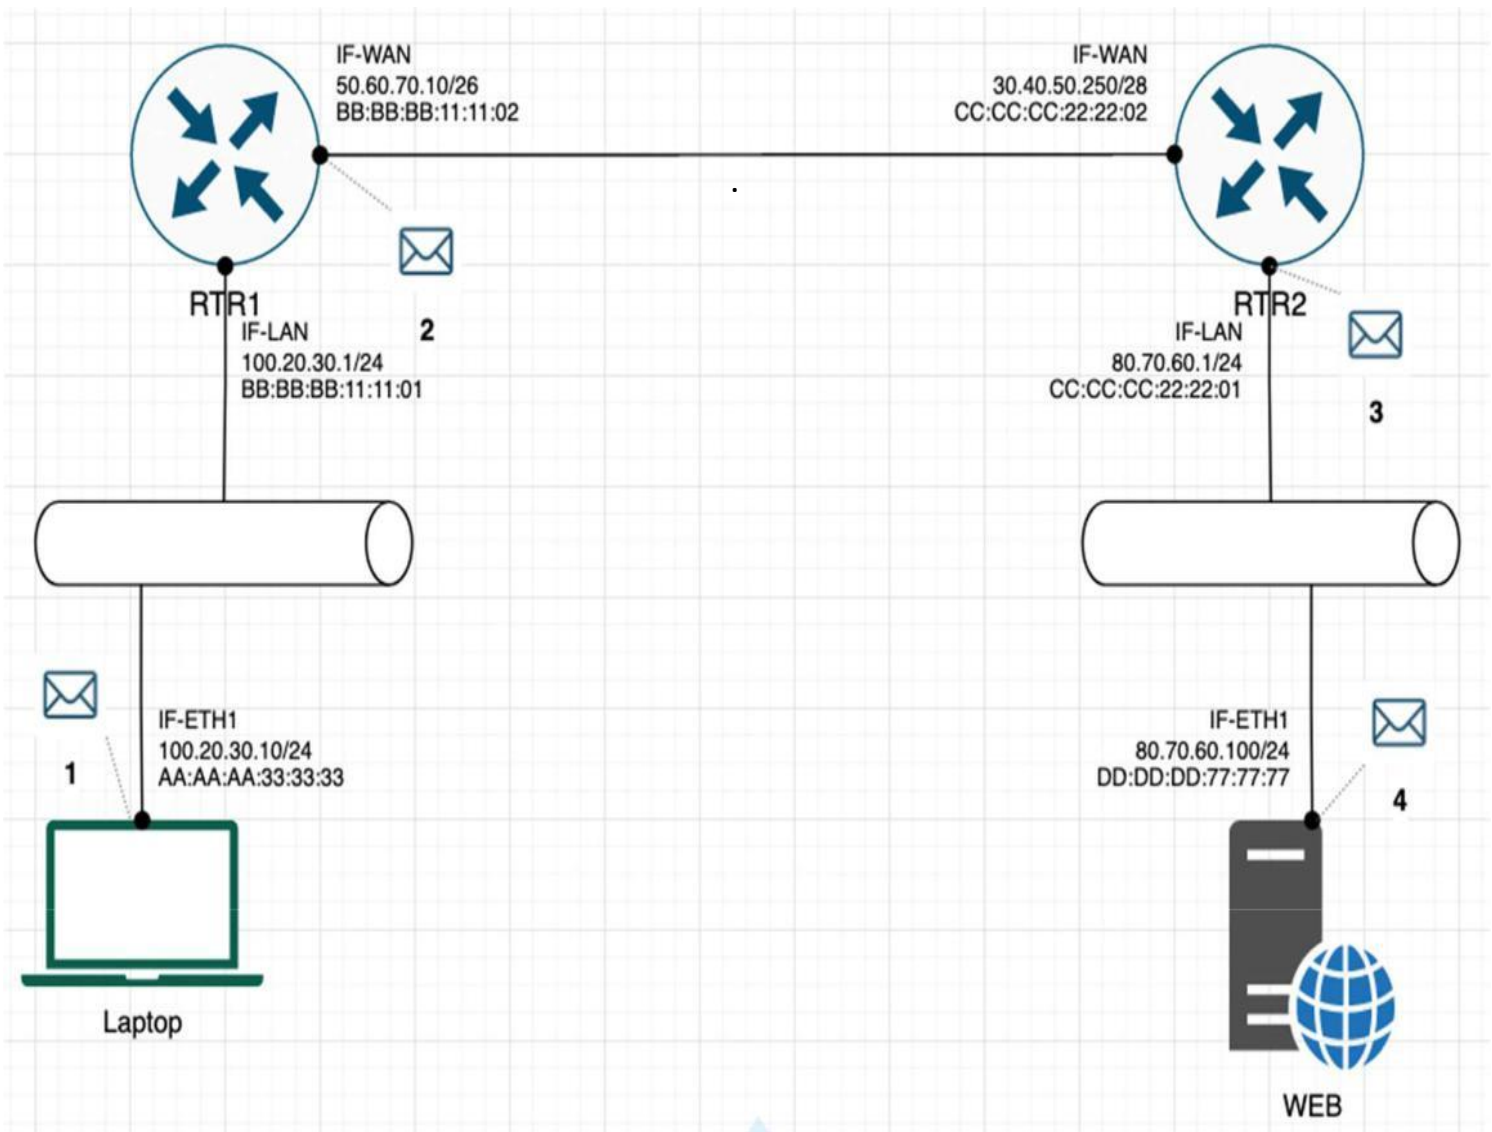 IF-WAN
50.60.70.10/26
BB:BB:BB:11:11:02
IF-WAN
30.40.50.250/28
CC:CC:CC:22:22:02
.
2
RTR1
IF-LAN
100.20.30.1/24
BB:BB:BB:11:11:01
RTR2
IF-LAN
80.70.60.1/24
CC:CC:CC:22:22:01
3
1
IF-ETH1
100.20.30.10/24
AA:AA:AA:33:33:33
IF-ETH1
80.70.60.100/24
DD:DD:DD:77:77:77
4
Laptop
WEB